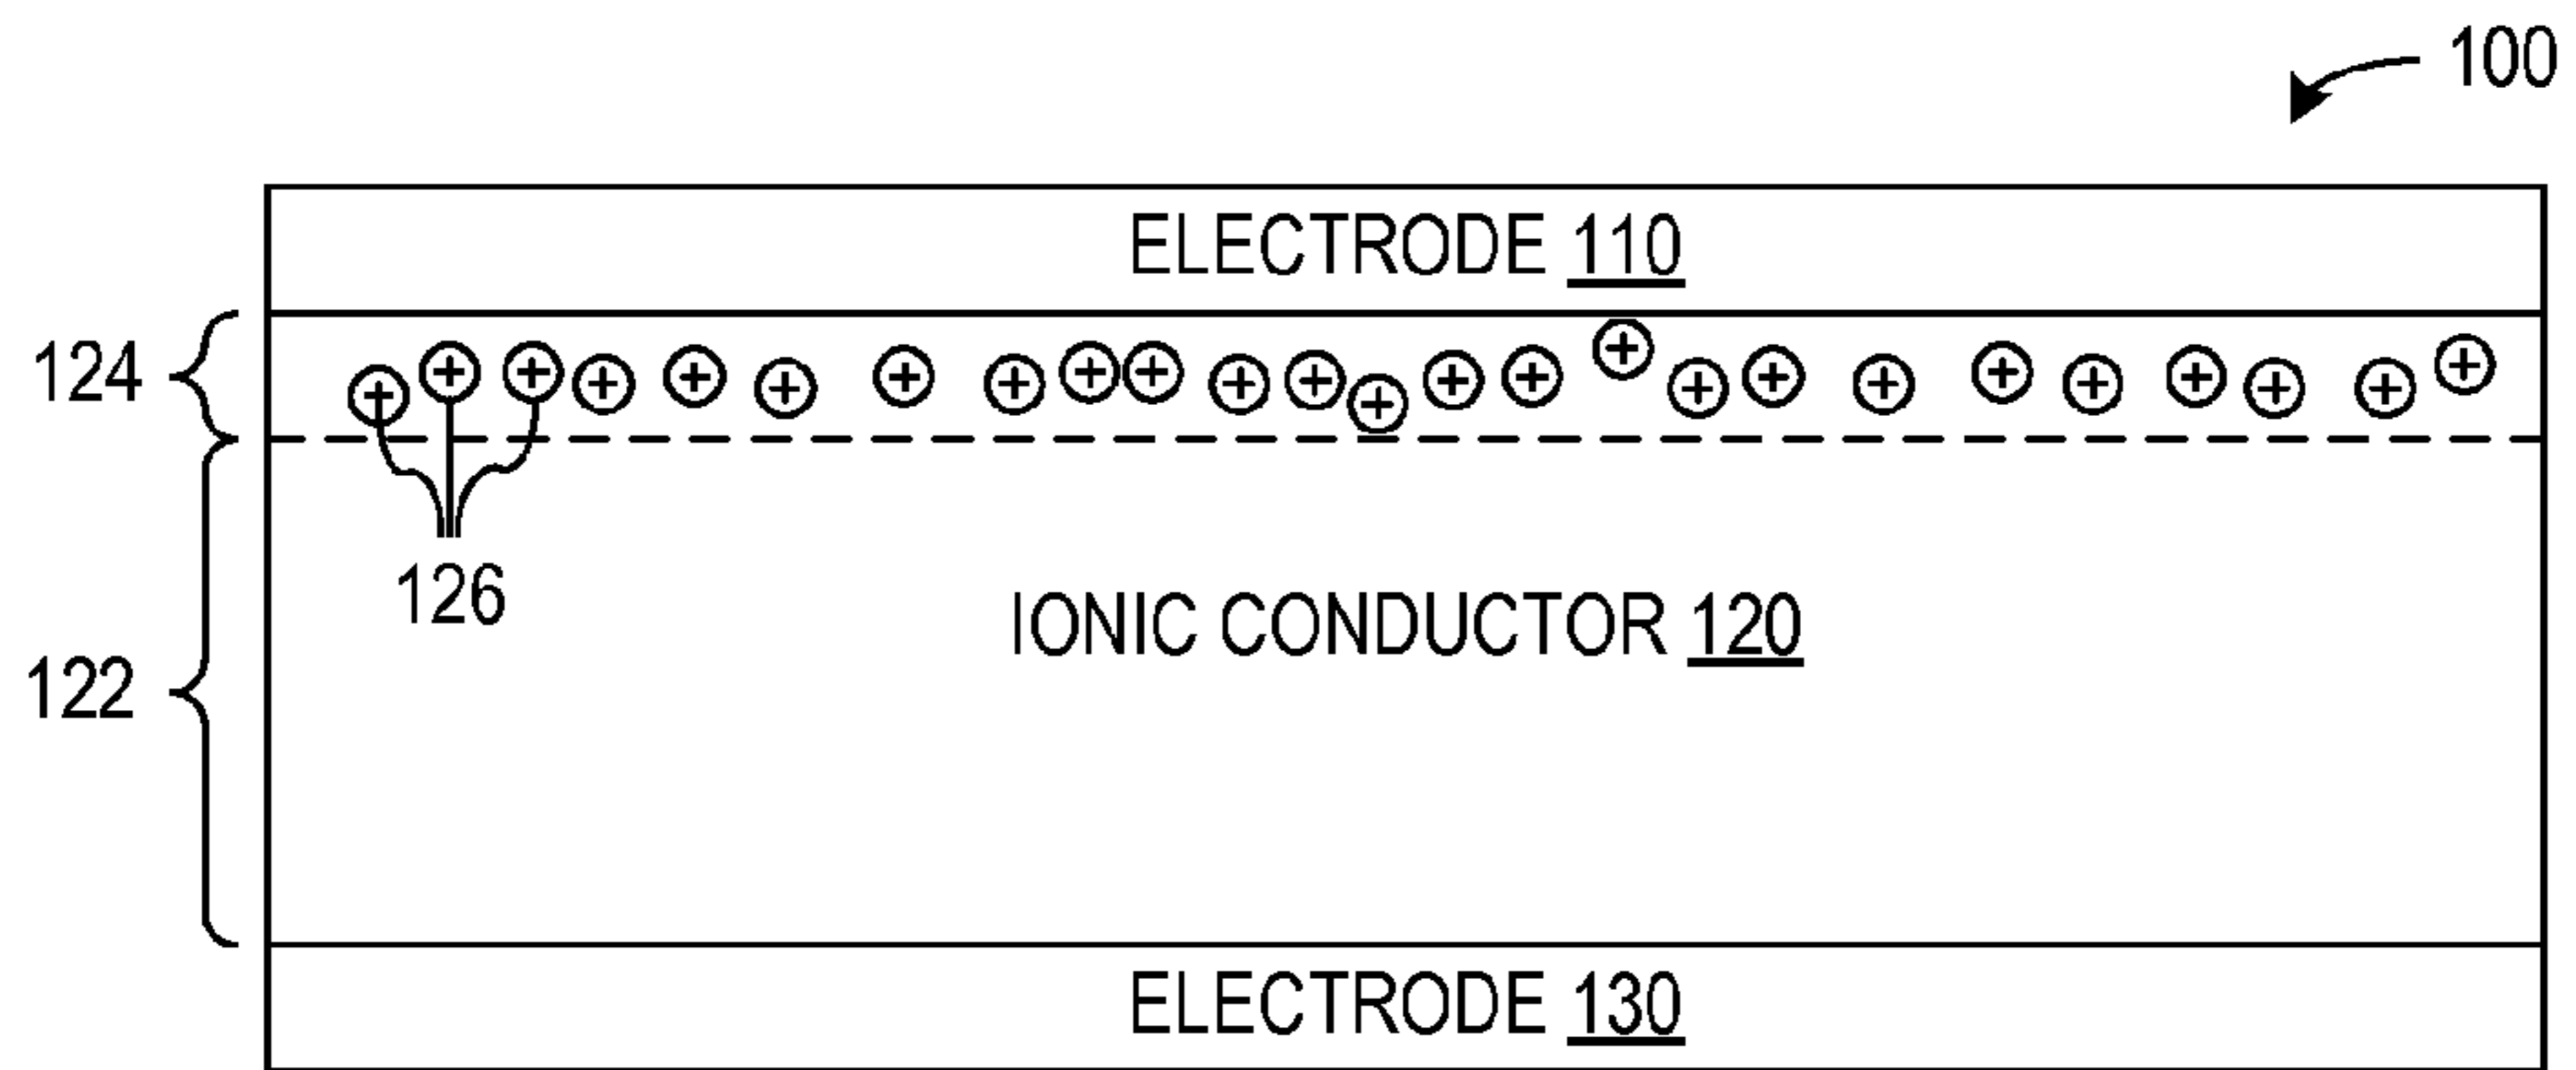 100
ELECTRODE 110
124
126
IONIC CONDUCTOR 120
122
ELECTRODE 130